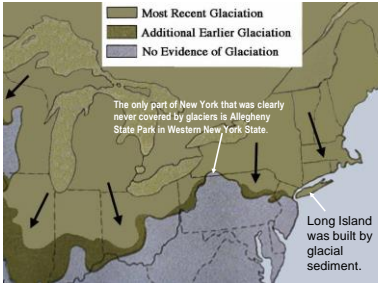 Most Recent Glaciation
Additional Earlier Glaciation
No Evidence of Glaciation
The only part of New York that was clearly
never covered by glaciers is Allegheny
State Park in Western New York State.
Long Island
was built by
glacial
sediment.